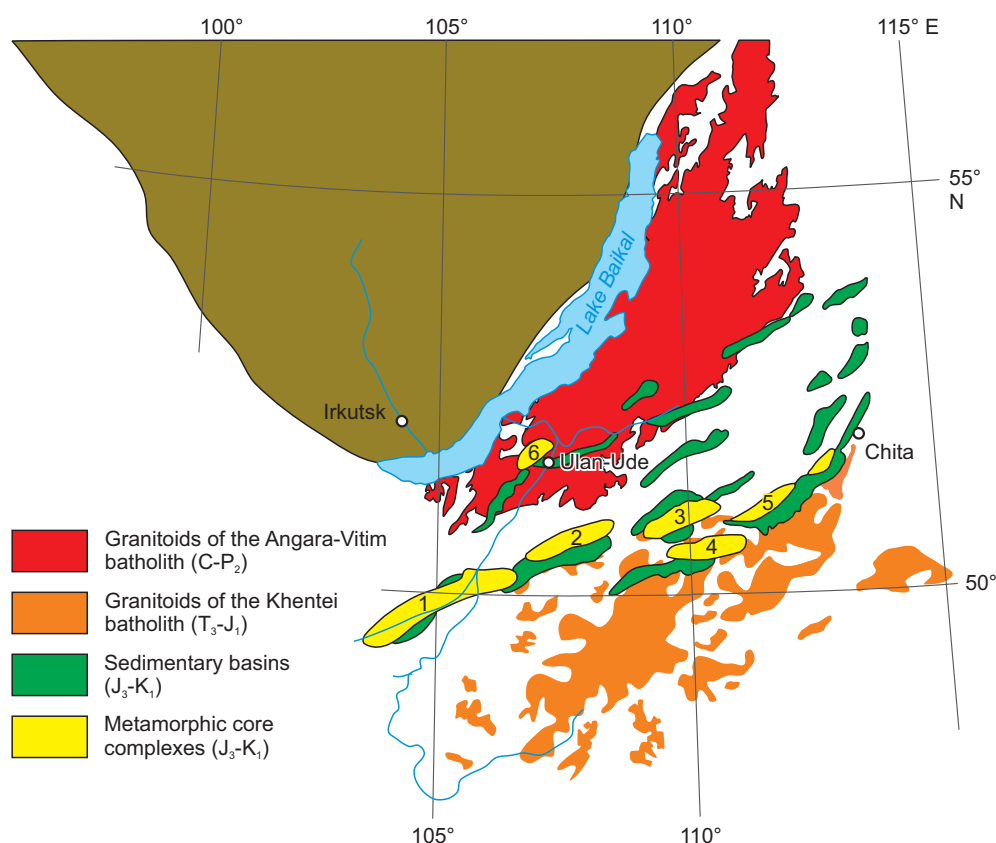 100°
105°
110°
115° E
55°
N
Lake Baikal
Irkutsk
6
Ulan-Ude
Chita
5
3
2
4
1
50°
Granitoids of the Angara-Vitim
batholith (C-P₂)
Granitoids of the Khentei
batholith (T₃-J₁)
Sedimentary basins
(J₃-K₁)
Metamorphic core
complexes (J₃-K₁)
105°
110°